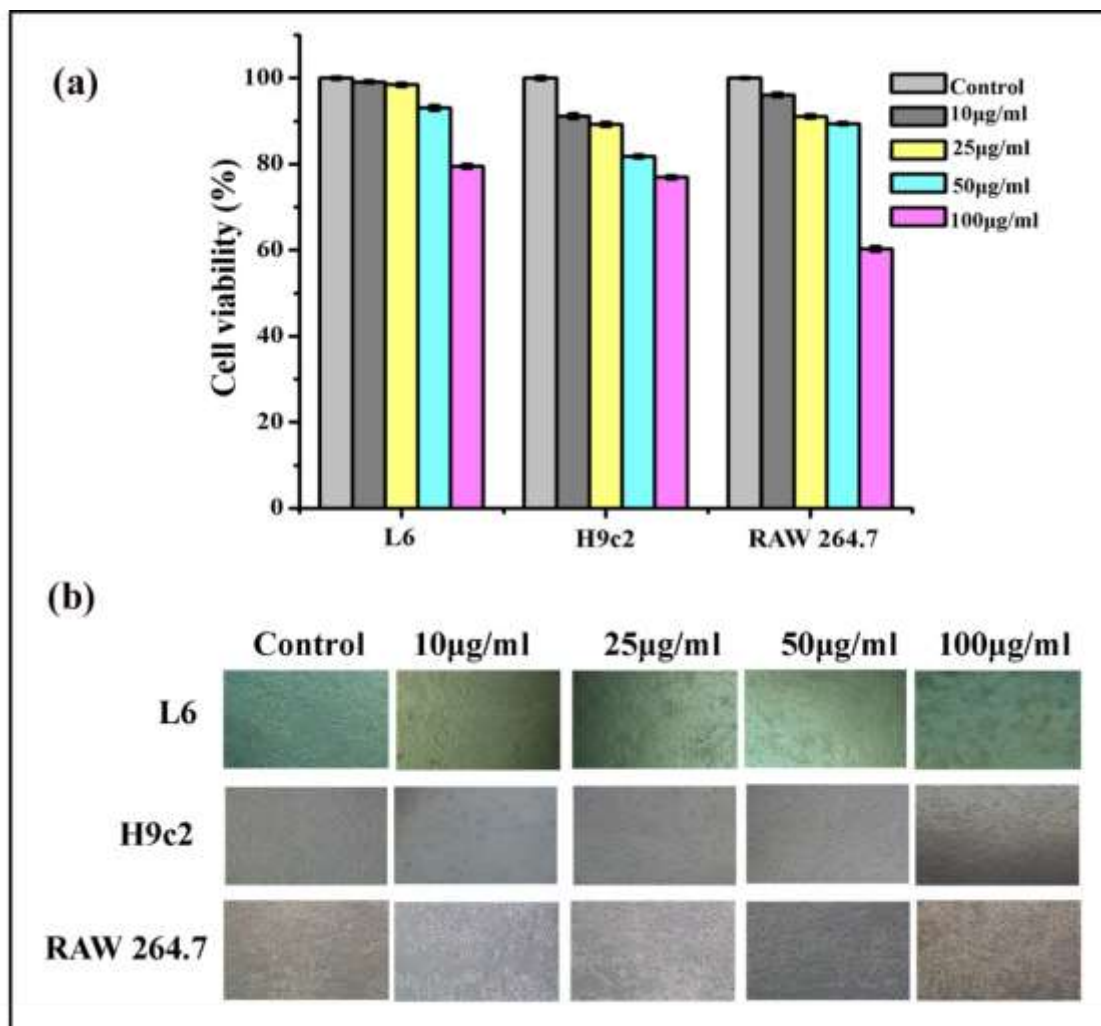 (a)
Cell viability (%)
100
80
60
40
20
0
L6
H9c2
RAW 264.7
Control
10µg/ml
25µg/ml
50µg/ml
100µg/ml
(b)
Control 10µg/ml 25µg/ml 50µg/ml 100µg/ml
L6
H9c2
RAW 264.7